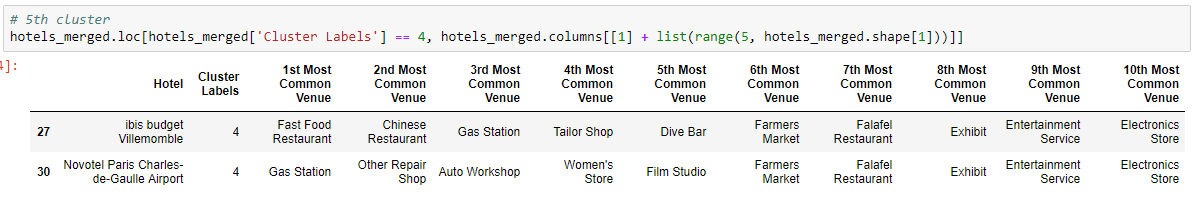 # 5th cluster
hotels_merged.loc[hotels_merged['Cluster Labels'] == 4, hotels_merged.columns[[1] + list(range(5, hotels_merged.shape[1]))]]
4]:
Hotel Cluster Labels 1st Most Common Venue 2nd Most Common Venue 3rd Most Common Venue 4th Most Common Venue 5th Most Common Venue 6th Most Common Venue 7th Most Common Venue 8th Most Common Venue 9th Most Common Venue 10th Most Common Venue
27 ibis budget Villemomble 4 Fast Food Restaurant Chinese Restaurant Gas Station Tailor Shop Dive Bar Farmers Market Falafel Restaurant Exhibit Entertainment Service Electronics Store
30 Novotel Paris Charles-de-Gaulle Airport 4 Gas Station Other Repair Shop Auto Workshop Women's Store Film Studio Farmers Market Falafel Restaurant Exhibit Entertainment Service Electronics Store